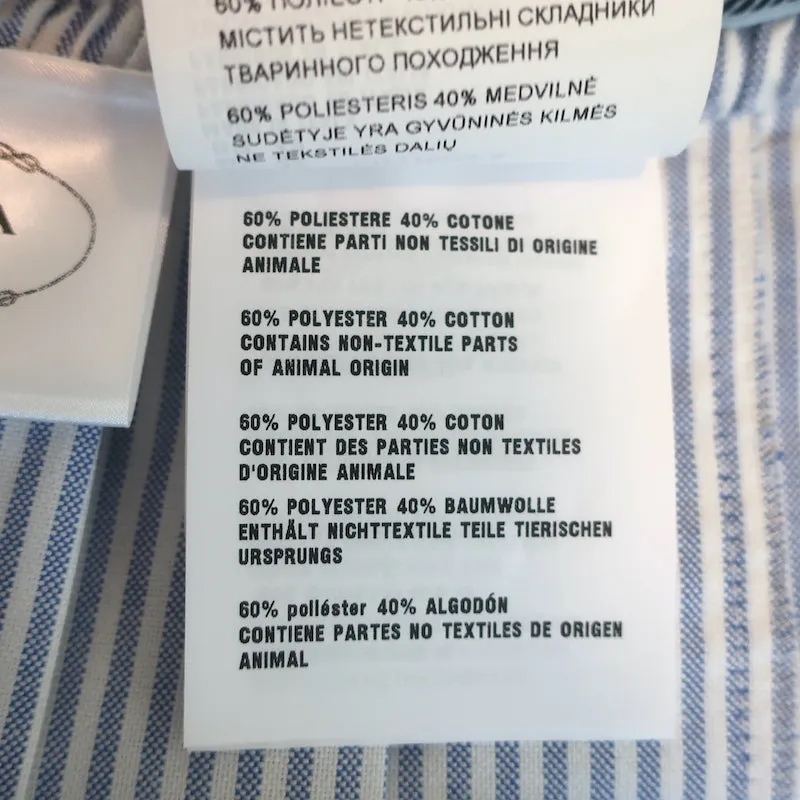 60% ПОЛІЕСТ
МІСТИТЬ НЕТЕКСТИЛЬНІ СКЛАДНИКИ
ТВАРИННОГО ПОХОДЖЕННЯ
60% POLIESTERIS 40% MEDVILNĖ
SUDĖTYJE YRA GYVŪNINĖS KILMĖS
NE TEKSTILĖS DALIŲ
A
60% POLIESTERE 40% COTONE
CONTIENE PARTI NON TESSILI DI ORIGINE
ANIMALE
60% POLYESTER 40% COTTON
CONTAINS NON-TEXTILE PARTS
OF ANIMAL ORIGIN
60% POLYESTER 40% COTON
CONTIENT DES PARTIES NON TEXTILES
D'ORIGINE ANIMALE
60% POLYESTER 40% BAUMWOLLE
ENTHÄLT NICHTTEXTILE TEILE TIERISCHEN
URSPRUNGS
60% poliéster 40% ALGODÓN
CONTIENE PARTES NO TEXTILES DE ORIGEN
ANIMAL